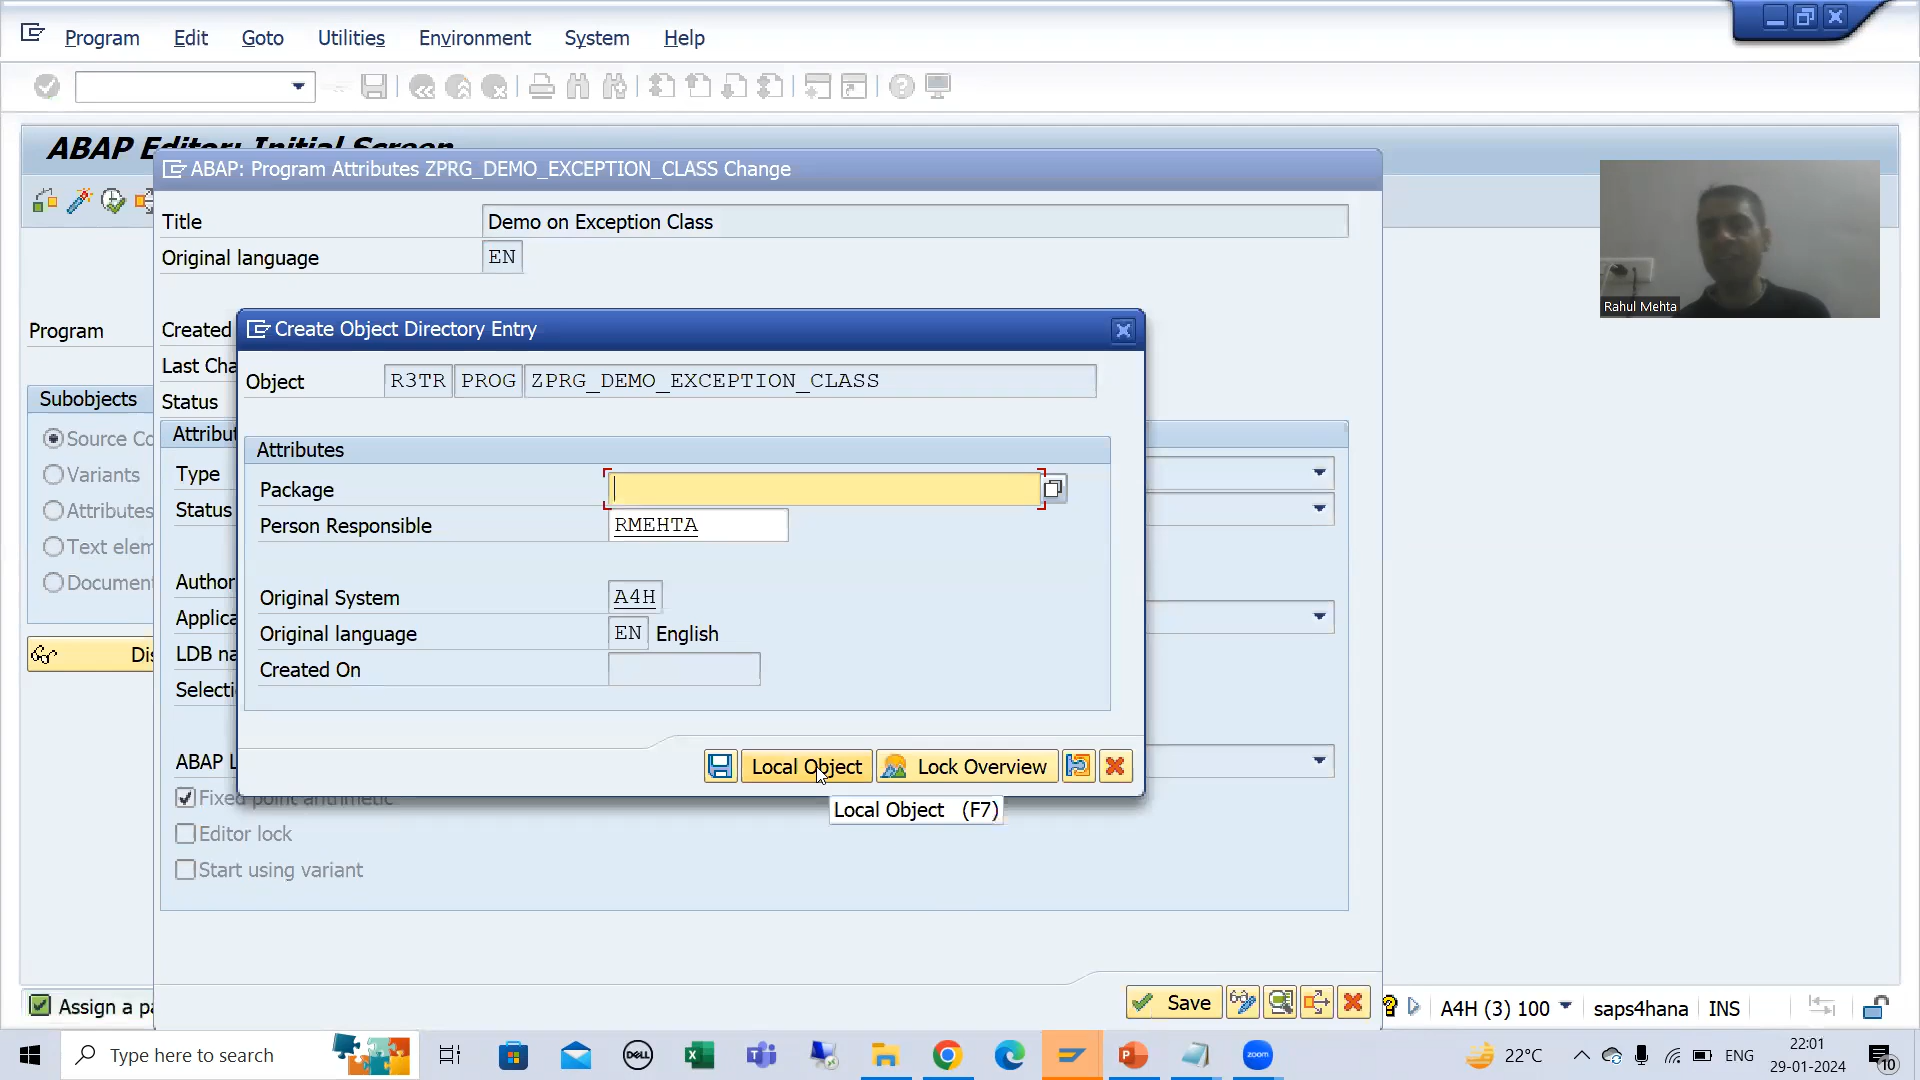 Program Edit Goto Utilities Environment System Help
ABAP Editor: Initial Screen
ABAP: Program Attributes ZPRG_DEMO_EXCEPTION_CLASS Change
Title Demo on Exception Class
Original language EN
Rahul Mehta
Program
Created
Create Object Directory Entry
Last Cha
Object R3TR PROG ZPRG_DEMO_EXCEPTION_CLASS
Subobjects
Status
Source Co
Attribut
Attributes
Variants
Type
Package
Attributes
Status
Person Responsible RMEHTA
Text elem
Document
Author
Original System A4H
Applica
Original language EN English
LDB na
Dis
Created On
Selecti
ABAP L
Local Object Lock Overview
Fixed point arithmetic
Local Object (F7)
Editor lock
Start using variant
Save
Assign a pa
A4H (3) 100 saps4hana INS
Type here to search
DELL
zoom
22°C
ENG
22:01
29-01-2024
10